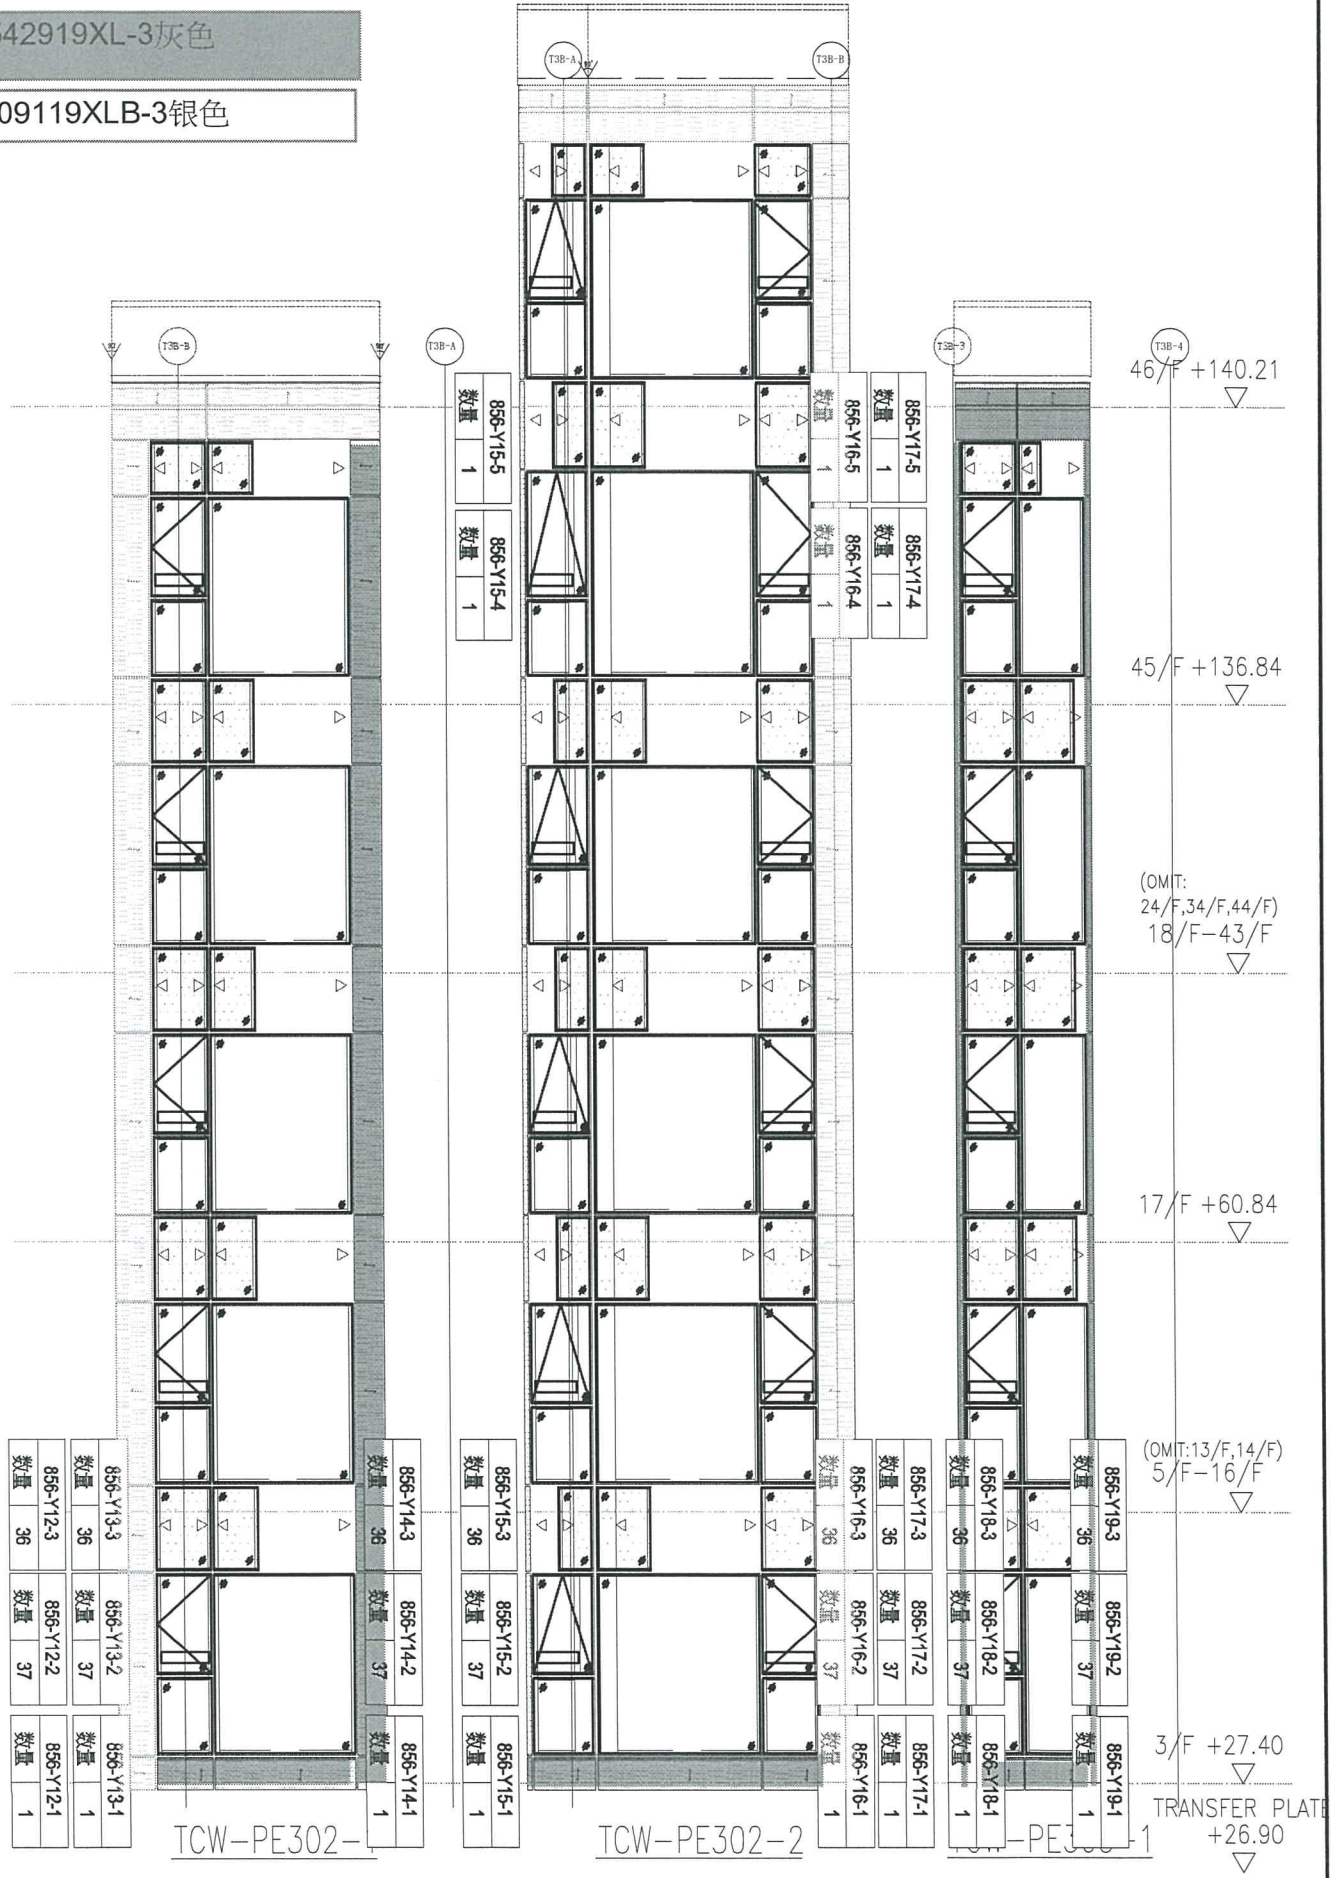 542919XL-3灰色
09119XLB-3银色
T3B-A
T3B-B
T3B-B
T3B-A
T3B-3
T3B-4
46/F +140.21
856-Y15-5
数量 1
856-Y16-5
数量 1
856-Y17-5
数量 1
856-Y15-4
数量 1
856-Y16-4
数量 1
856-Y17-4
数量 1
45/F +136.84
(OMIT:
24/F,34/F,44/F)
18/F-43/F
17/F +60.84
(OMIT:13/F,14/F)
5/F-16/F
856-Y12-3
数量 36
856-Y13-3
数量 36
856-Y14-3
数量 36
856-Y15-3
数量 36
856-Y16-3
数量 36
856-Y17-3
数量 36
856-Y18-3
数量 36
856-Y19-3
数量 36
856-Y12-2
数量 37
856-Y13-2
数量 37
856-Y14-2
数量 37
856-Y15-2
数量 37
856-Y16-2
数量 37
856-Y17-2
数量 37
856-Y18-2
数量 37
856-Y19-2
数量 37
856-Y12-1
数量 1
856-Y13-1
数量 1
856-Y14-1
数量 1
856-Y15-1
数量 1
856-Y16-1
数量 1
856-Y17-1
数量 1
856-Y18-1
数量 1
856-Y19-1
数量 1
3/F +27.40
TRANSFER PLATE
+26.90
TCW-PE302-
TCW-PE302-2